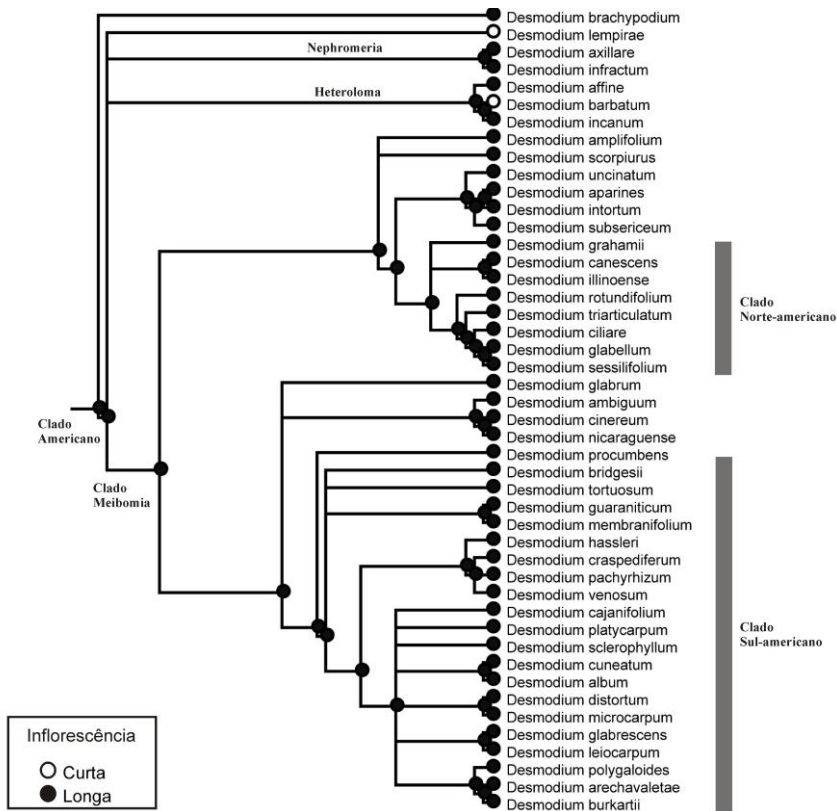 Desmodium brachypodium
Desmodium lempirae
Nephromeria
Desmodium axillare
Desmodium infractum
Desmodium affine
Heteroloma
Desmodium barbatum
Desmodium incanum
Desmodium amplifolium
Desmodium scorpiurus
Desmodium uncinatum
Desmodium aparines
Desmodium intortum
Desmodium subsericeum
Desmodium grahamii
Desmodium canescens
Desmodium illinoense
Desmodium rotundifolium
Desmodium triarticulatum
Desmodium ciliare
Desmodium glabellum
Desmodium sessilifolium
Clado
Norte-americano
Desmodium glabrum
Desmodium ambiguum
Desmodium cinereum
Desmodium nicaraguense
Clado
Americano
Desmodium procumbens
Desmodium bridgesii
Desmodium tortuosum
Desmodium guaraniticum
Desmodium membranifolium
Clado
Meibomia
Desmodium hassleri
Desmodium craspediferum
Desmodium pachyrhizum
Desmodium venosum
Desmodium cajanifolium
Desmodium platycarpum
Desmodium sclerophyllum
Desmodium cuneatum
Desmodium album
Desmodium distortum
Desmodium microcarpum
Desmodium glabrescens
Desmodium leiocarpum
Desmodium polygaloides
Desmodium arechavaletae
Desmodium burkartii
Clado
Sul-americano
Inflorescência
Curta
Longa